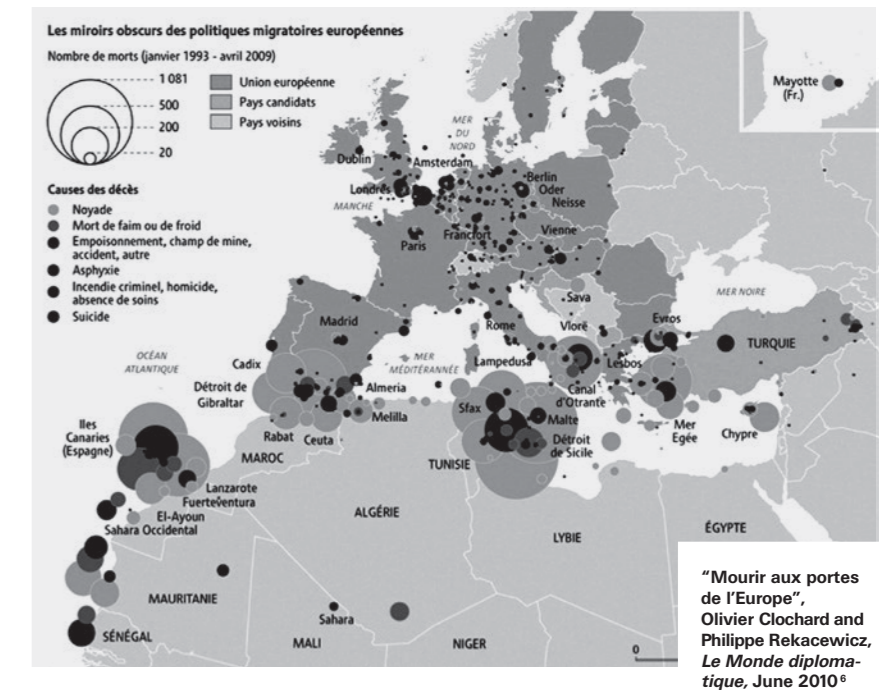 Les miroirs obscurs des politiques migratoires européennes
Nombre de morts (janvier 1993 - avril 2009)
1 081
500
200
20
Union européenne
Pays candidats
Pays voisins
Causes des décès
Noyade
Mort de faim ou de froid
Empoisonnement, champ de mine,
accident, autre
Asphyxie
Incendie criminel, homicide,
absence de soins
Suicide
Mayotte
(Fr.)
MER
DU
NORD
Dublin
Amsterdam
Londres
Berlin
Oder
Neisse
MANCHE
Paris
Francfort
Vienne
MER NOIRE
Sava
Madrid
Rome
Vlorë
Evros
TURQUIE
OCÉAN
ATLANTIQUE
MER
MÉDITÉRRANÉE
Cadix
Lampedusa
Lesbos
Détroit de
Gibraltar
Almeria
Canal
d'Otrante
Melilla
Sfax
Malte
Mer
Egée
Chypre
Iles
Canaries
(Espagne)
Rabat
Ceuta
Détroit
de Sicile
MAROC
TUNISIE
Lanzarote
Fuerteventura
El-Ayoun
Sahara Occidental
ALGÉRIE
LYBIE
ÉGYPTE
MAURITANIE
Sahara
SÉNÉGAL
MALI
NIGER
0
“Mourir aux portes
de l’Europe”,
Olivier Clochard and
Philippe Rekacewicz,
Le Monde diploma-
tique, June 2010 6